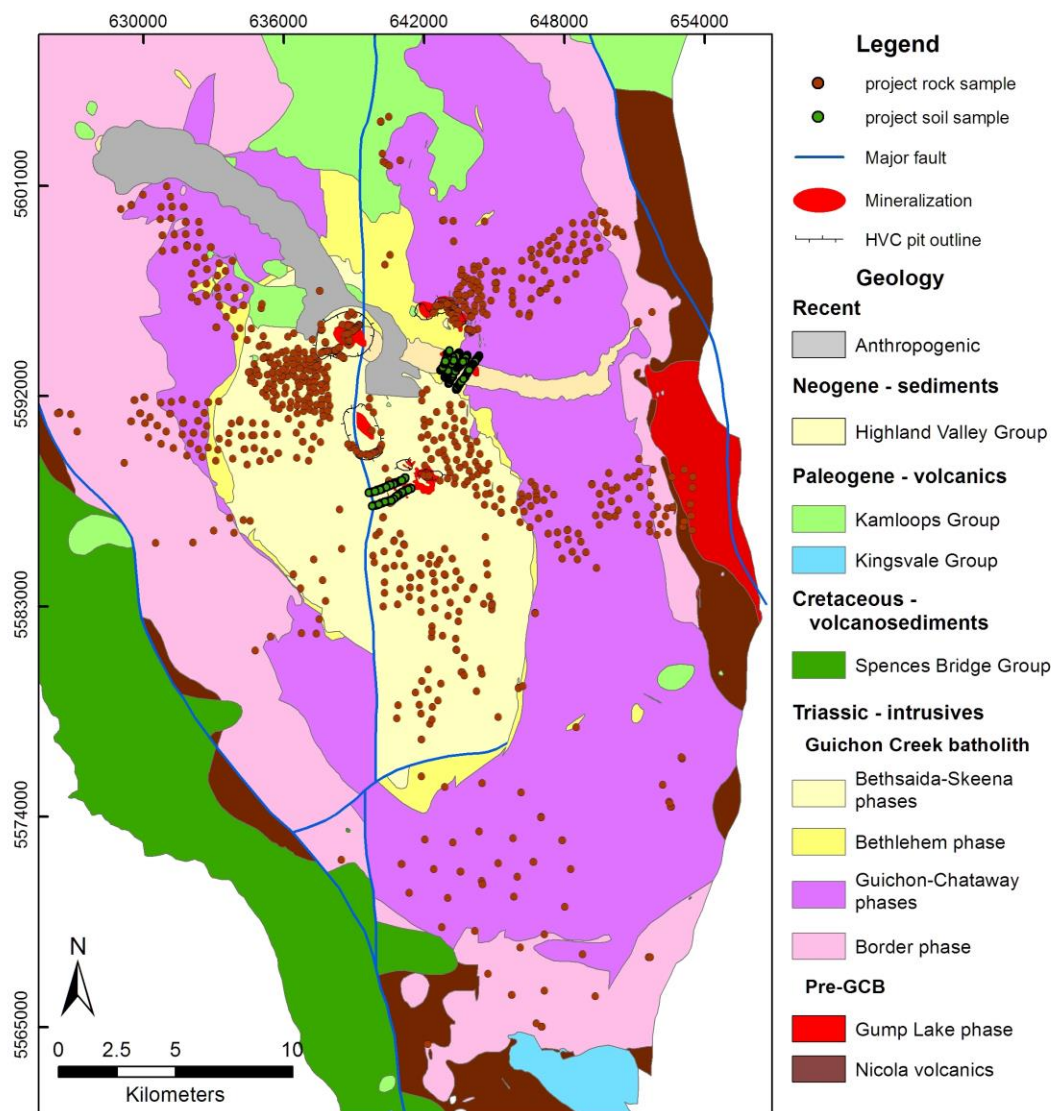 630000 636000 642000 648000 654000
5601000
5592000
5583000
5574000
5565000
N
0 2.5 5 10
Kilometers
Legend
project rock sample
project soil sample
Major fault
Mineralization
HVC pit outline
Geology
Recent
Anthropogenic
Neogene - sediments
Highland Valley Group
Paleogene - volcanics
Kamloops Group
Kingsvale Group
Cretaceous -
volcanosediments
Spences Bridge Group
Triassic - intrusives
Guichon Creek batholith
Bethsaida-Skeena
phases
Bethlehem phase
Guichon-Chataway
phases
Border phase
Pre-GCB
Gump Lake phase
Nicola volcanics